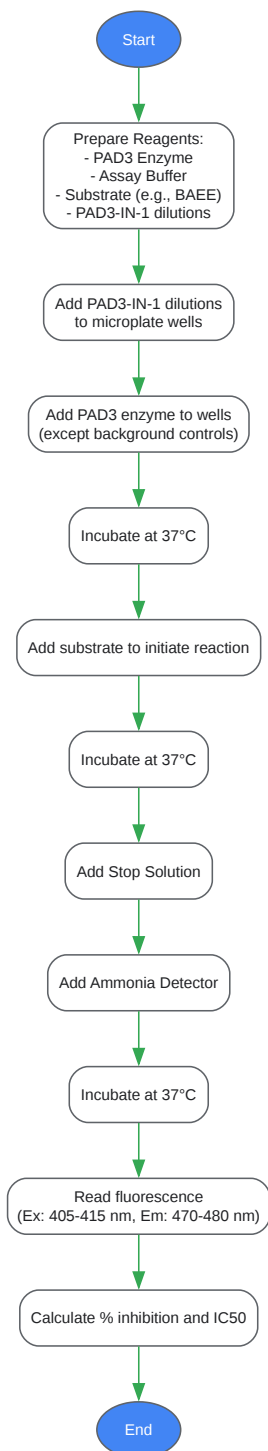 Start
Prepare Reagents:
- PAD3 Enzyme
- Assay Buffer
- Substrate (e.g., BAEE)
- PAD3-IN-1 dilutions
Add PAD3-IN-1 dilutions
to microplate wells
Add PAD3 enzyme to wells
(except background controls)
Incubate at 37°C
Add substrate to initiate reaction
Incubate at 37°C
Add Stop Solution
Add Ammonia Detector
Incubate at 37°C
Read fluorescence
(Ex: 405-415 nm, Em: 470-480 nm)
Calculate % inhibition and IC50
End